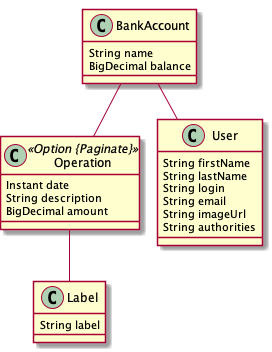 C BankAccount
String name
BigDecimal balance
C «Option {Paginate}»
Operation
Instant date
String description
BigDecimal amount
C User
String firstName
String lastName
String login
String email
String imageUrl
String authorities
C Label
String label